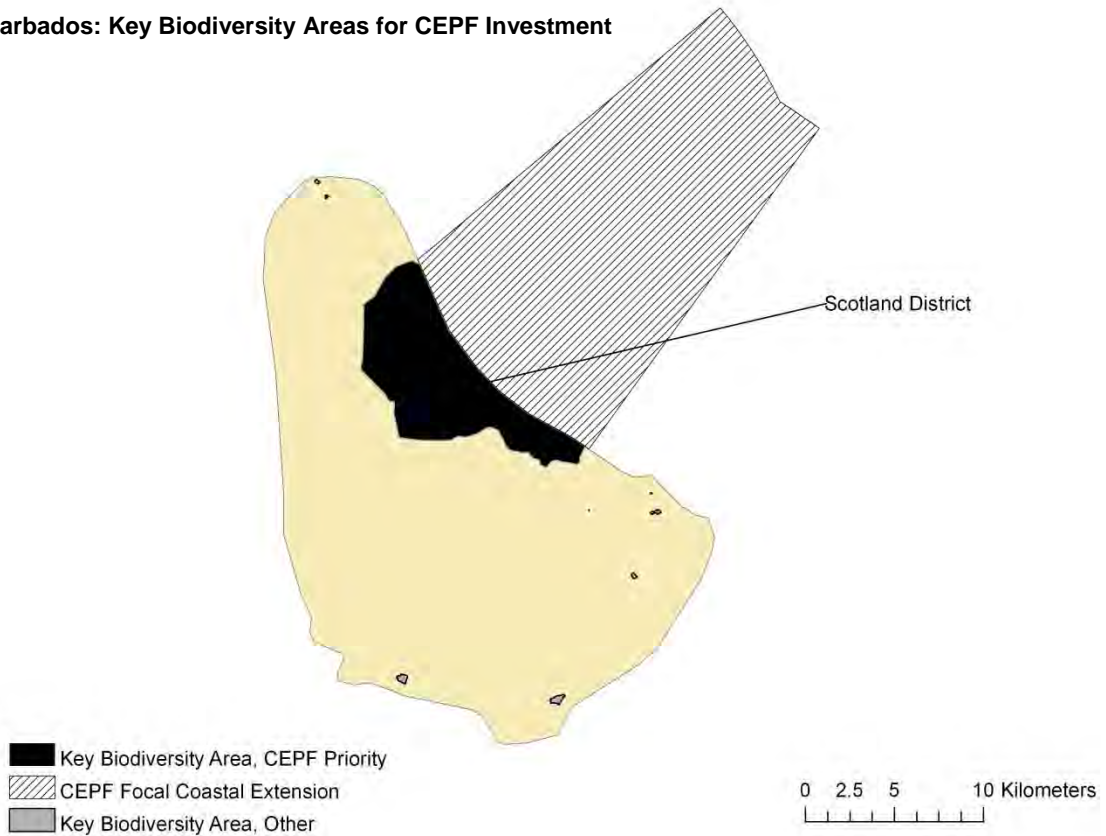 arbados: Key Biodiversity Areas for CEPF Investment
Scotland District
Key Biodiversity Area, CEPF Priority
CEPF Focal Coastal Extension
Key Biodiversity Area, Other
0 2.5 5 10 Kilometers